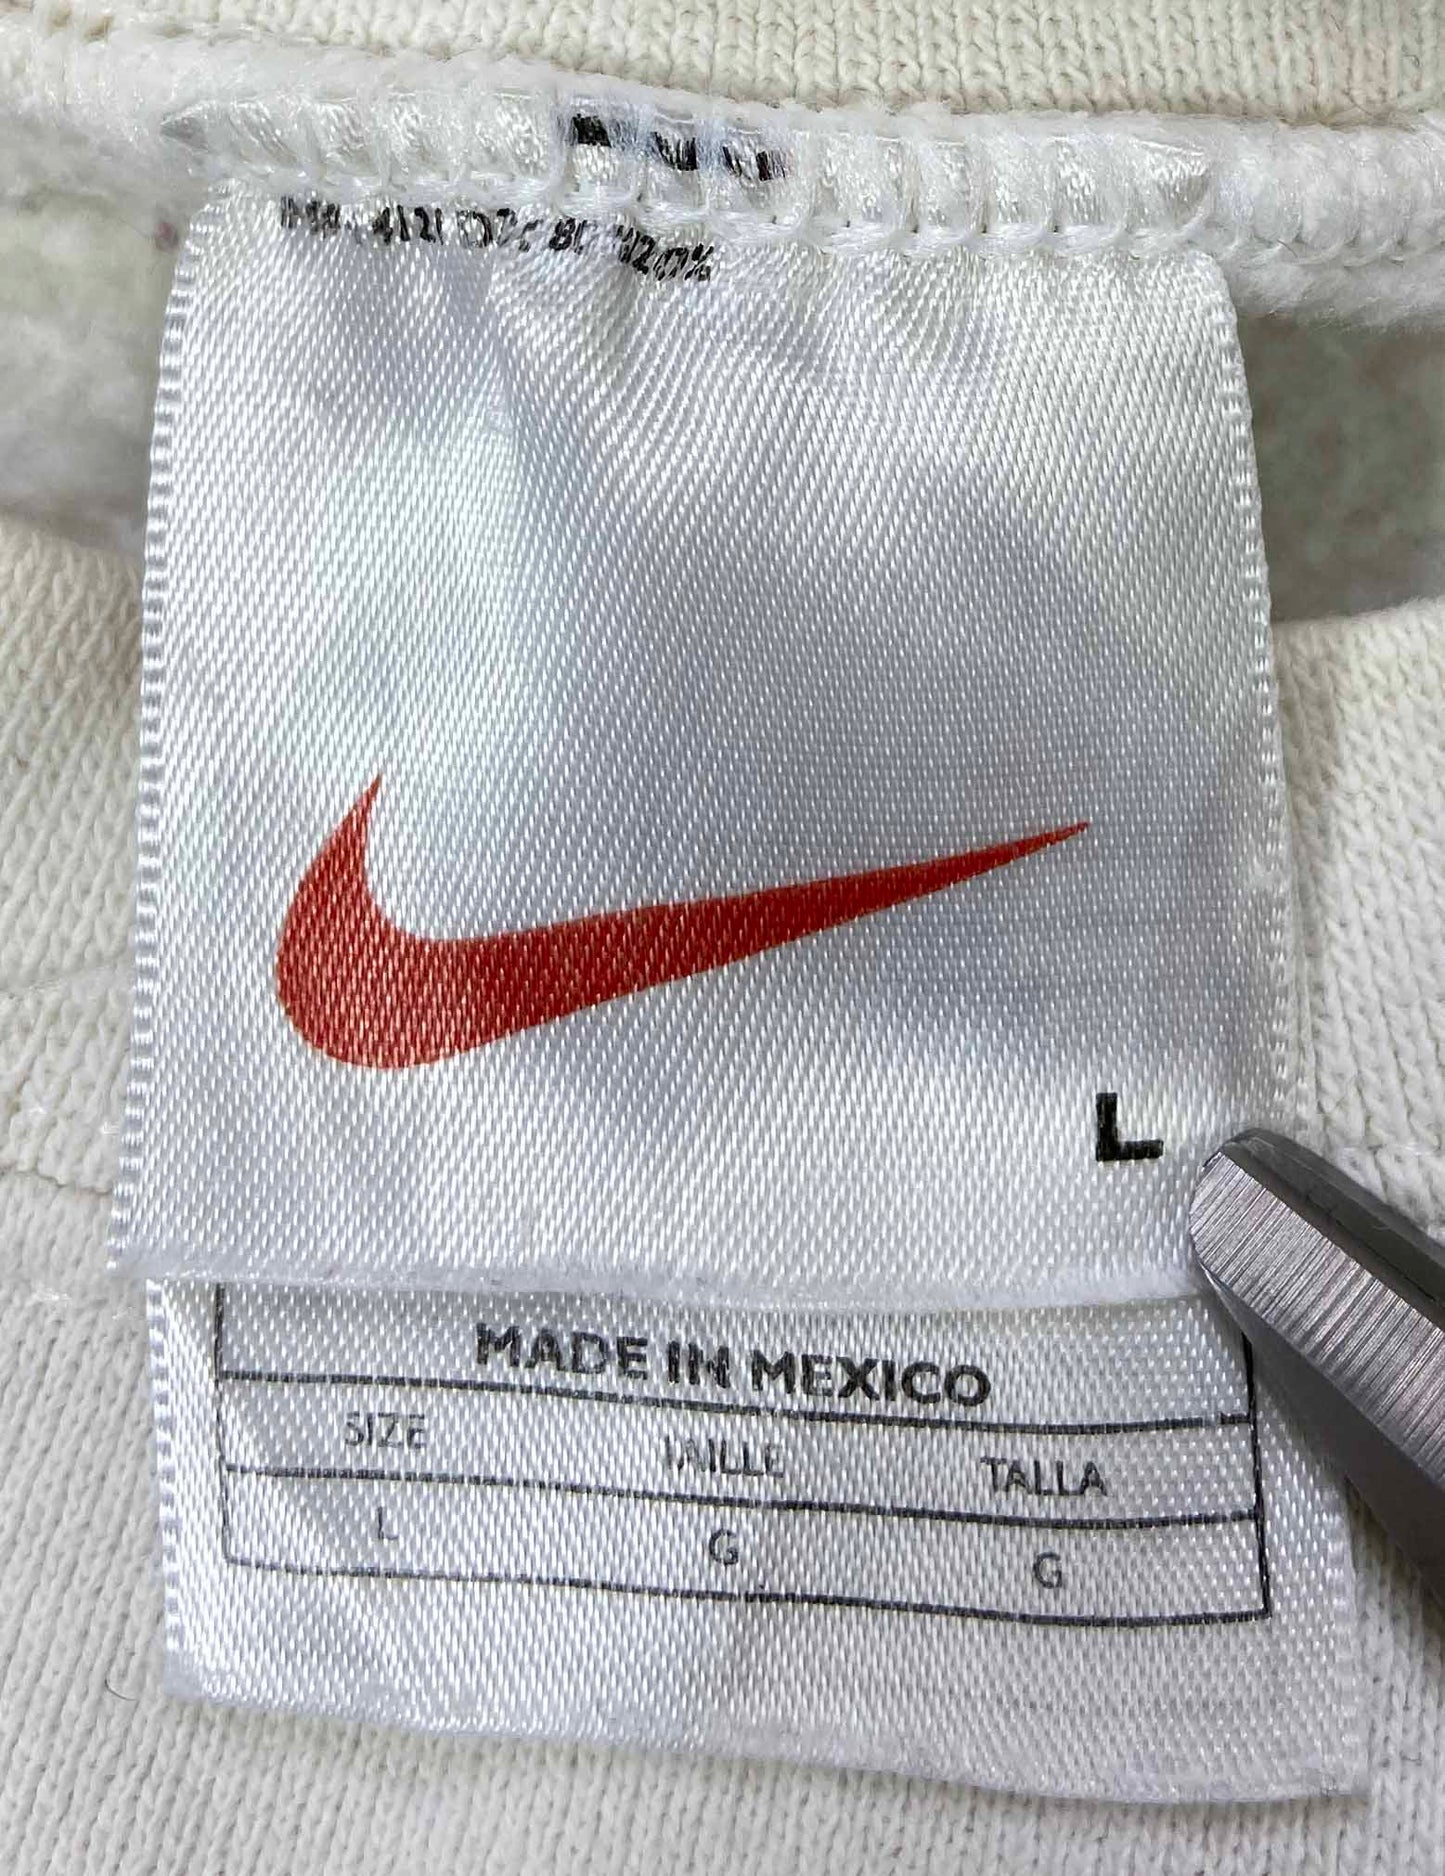 L
MADE IN MEXICO
SIZE TAILLE TALLA
L G G